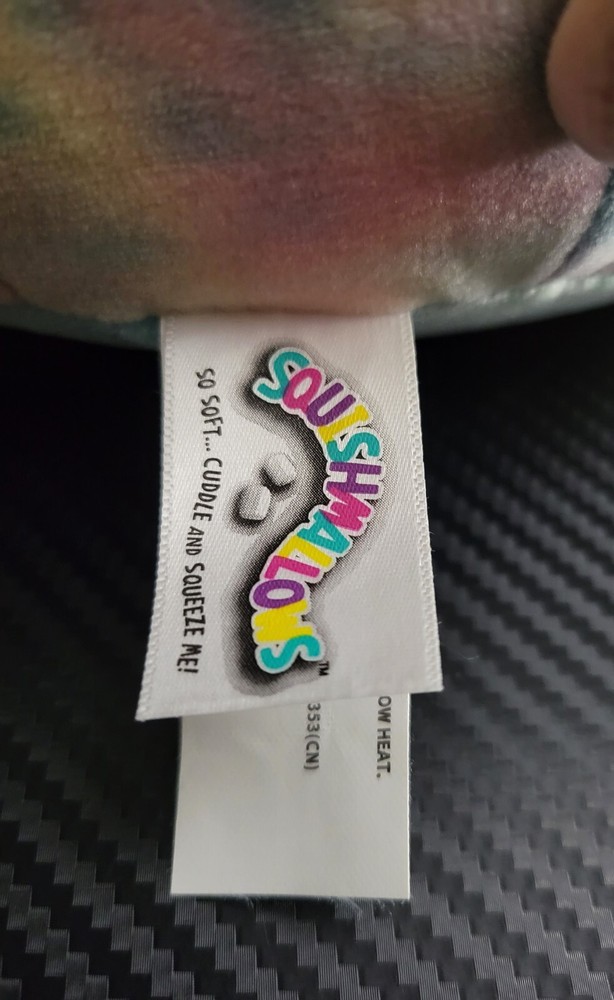 SQUISHMALLOWS™
SO SOFT... CUDDLE AND SQUEEZE ME!
OW HEAT.
353(CN)